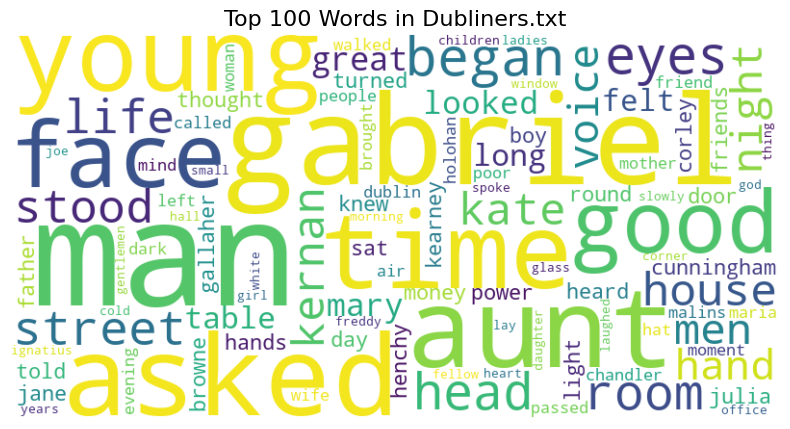 Top 100 Words in Dubliners.txt
young
woman
walked
great
children
ladies
began
eyes
night
life
thought
turned
people
window
looked
voice
felt
friend
friends
thing
face
called
joe
mind
small
gabriel
brought
long
holohan
boy
corley
mother
poor
spoke
stood
left
hall
dublin
knew
morning
kate
round
slowly
door
god
good
man
father
gentlemen
dark
gallaher
white
girl
kernan
sat
air
time
kearney
glass
corner
cunningham
house
street
cold
table
mary
freddy
money
power
heard
aunt
malins
maria
men
hat
ignatius
told
jane
years
evening
asked
browne
hands
day
wife
henchy
fellow
heart
head
lay
daughter
passed
light
laughed
chandler
room
moment
hand
julia
office